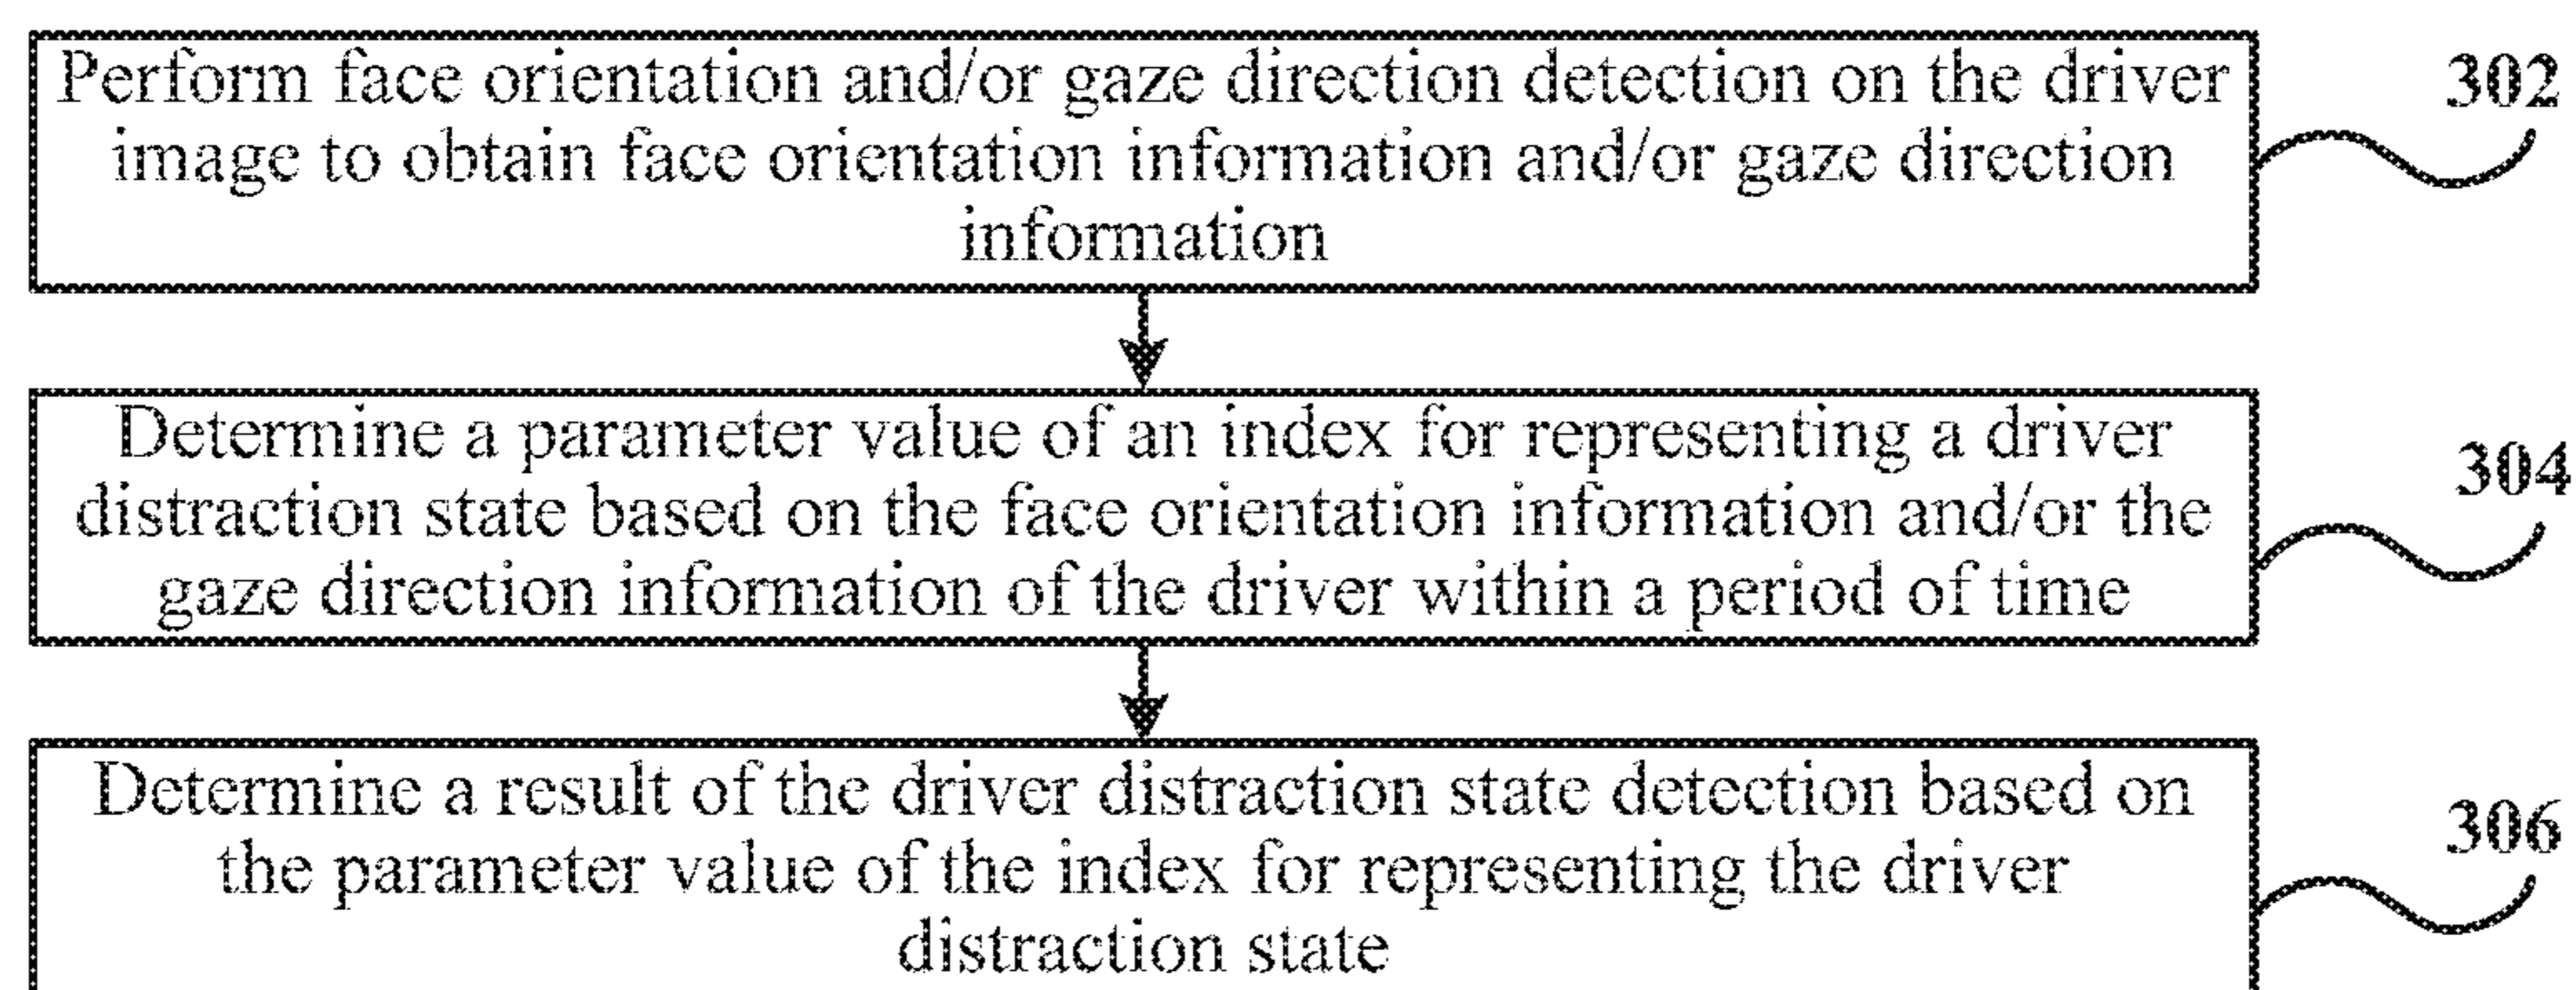 Perform face orientation and/or gaze direction detection on the driver
image to obtain face orientation information and/or gaze direction
information
302
Determine a parameter value of an index for representing a driver
distraction state based on the face orientation information and/or the
gaze direction information of the driver within a period of time
304
Determine a result of the driver distraction state detection based on
the parameter value of the index for representing the driver
distraction state
306